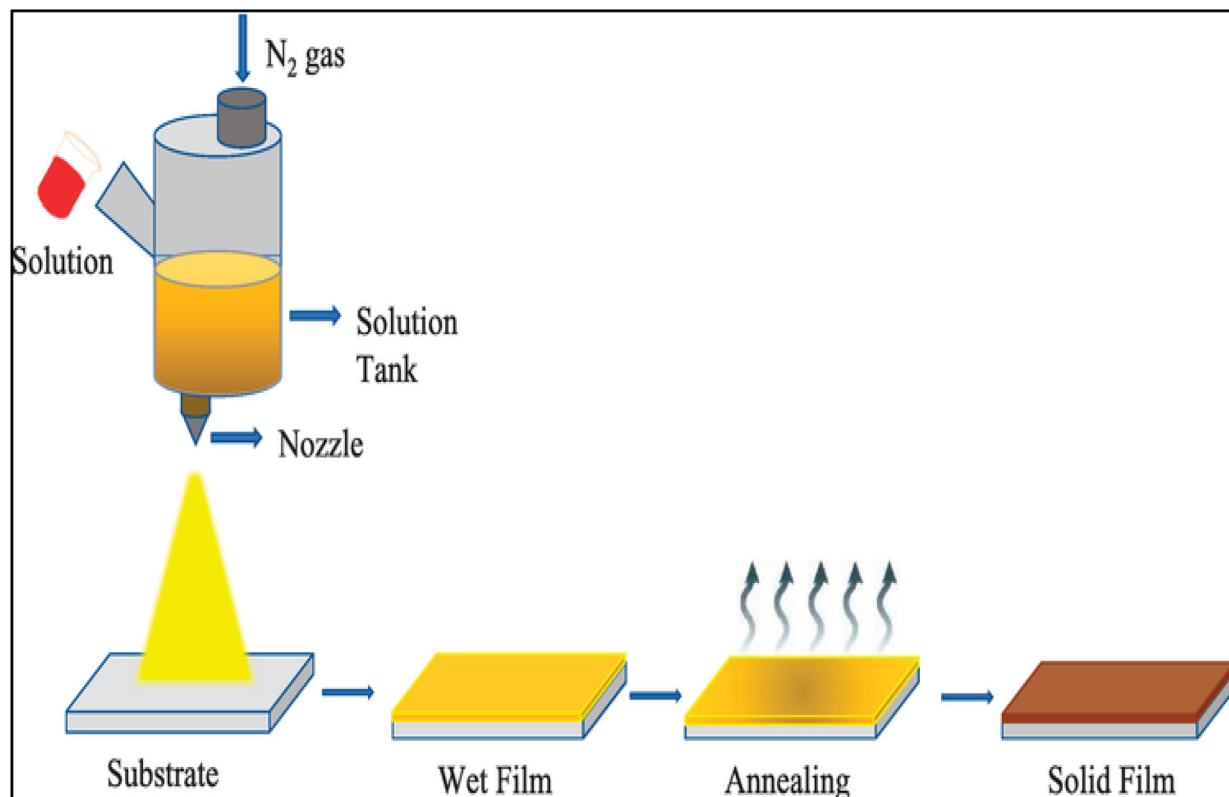 N₂ gas
Solution
Solution
Tank
Nozzle
Substrate
Wet Film
Annealing
Solid Film